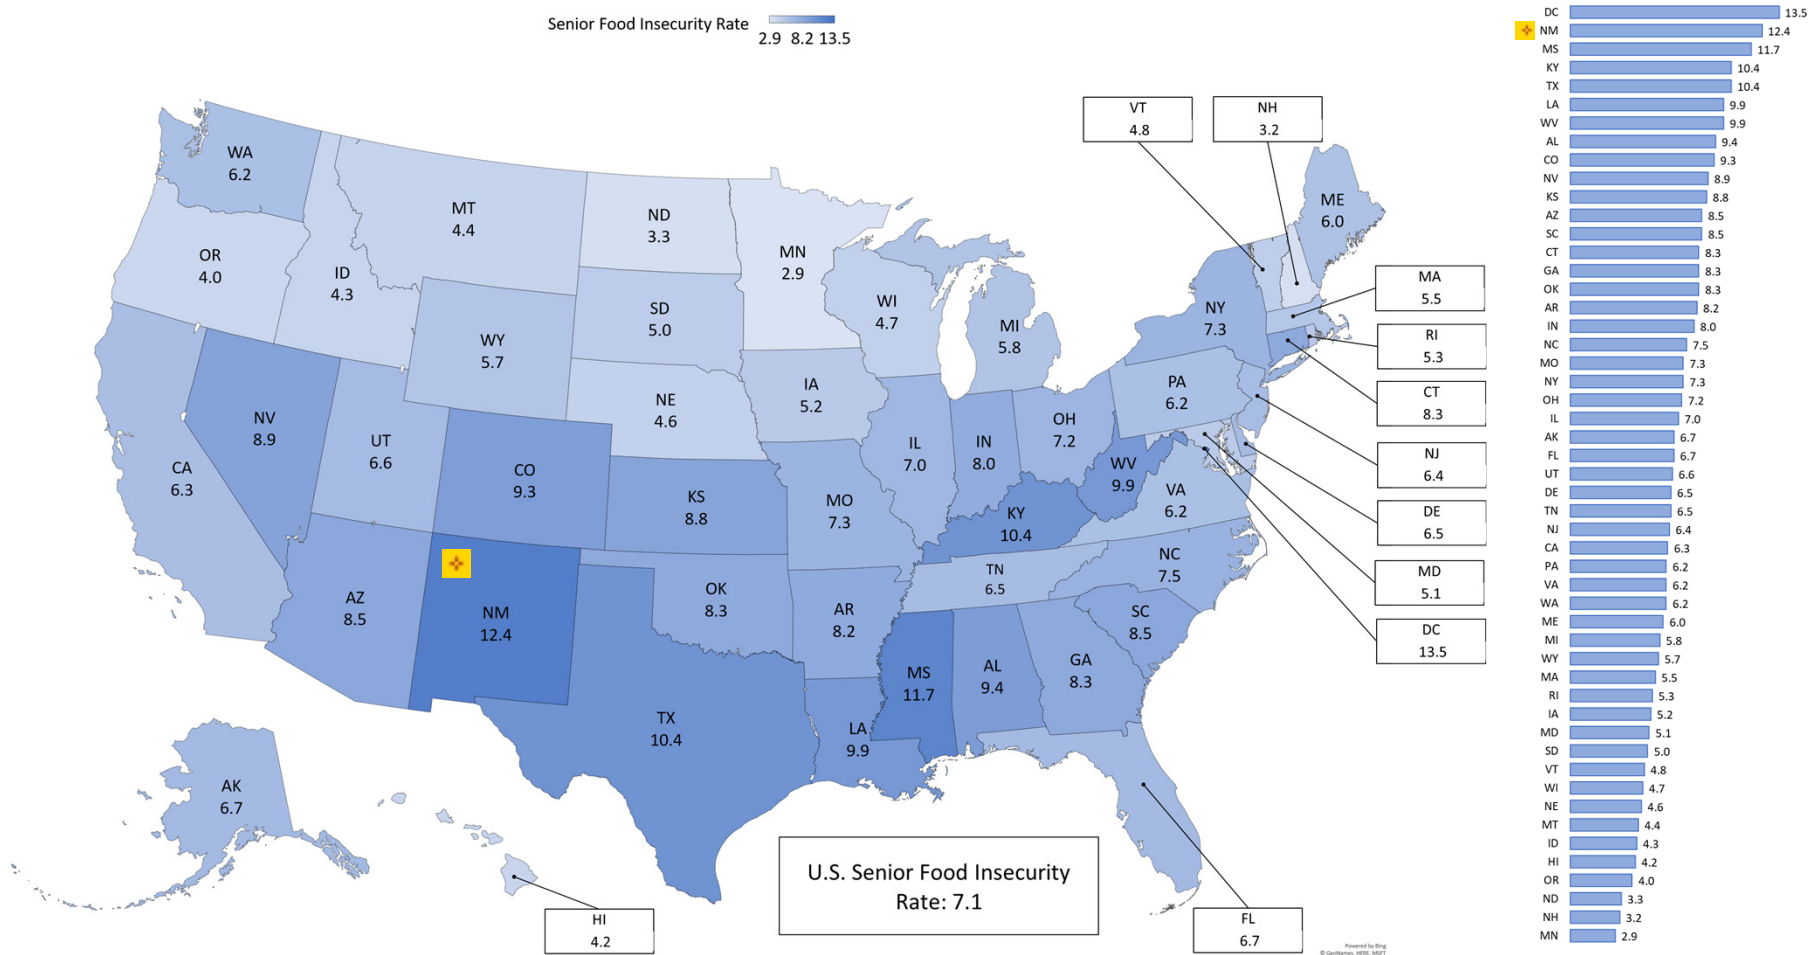 Senior Food Insecurity Rate
2.9 8.2 13.5
WA
6.2
OR
4.0
ID
4.3
MT
4.4
ND
3.3
MN
2.9
SD
5.0
WY
5.7
WI
4.7
MI
5.8
VT
4.8
NH
3.2
ME
6.0
NY
7.3
MA
5.5
RI
5.3
CT
8.3
NJ
6.4
DE
6.5
MD
5.1
DC
13.5
NV
8.9
UT
6.6
CA
6.3
CO
9.3
NE
4.6
IA
5.2
KS
8.8
MO
7.3
IL
7.0
IN
8.0
OH
7.2
PA
6.2
WV
9.9
VA
6.2
KY
10.4
NC
7.5
TN
6.5
SC
8.5
AZ
8.5
NM
12.4
OK
8.3
AR
8.2
TX
10.4
LA
9.9
MS
11.7
AL
9.4
GA
8.3
AK
6.7
HI
4.2
FL
6.7
U.S. Senior Food Insecurity
Rate: 7.1
Powered by Bing
© GeoNames, HERE, MSFT
DC 13.5
NM 12.4
MS 11.7
KY 10.4
TX 10.4
LA 9.9
WV 9.9
AL 9.4
CO 9.3
NV 8.9
KS 8.8
AZ 8.5
SC 8.5
CT 8.3
GA 8.3
OK 8.3
AR 8.2
IN 8.0
NC 7.5
MO 7.3
NY 7.3
OH 7.2
IL 7.0
AK 6.7
FL 6.7
UT 6.6
DE 6.5
TN 6.5
NJ 6.4
CA 6.3
PA 6.2
VA 6.2
WA 6.2
ME 6.0
MI 5.8
WY 5.7
MA 5.5
RI 5.3
IA 5.2
MD 5.1
SD 5.0
VT 4.8
WI 4.7
NE 4.6
MT 4.4
ID 4.3
HI 4.2
OR 4.0
ND 3.3
NH 3.2
MN 2.9